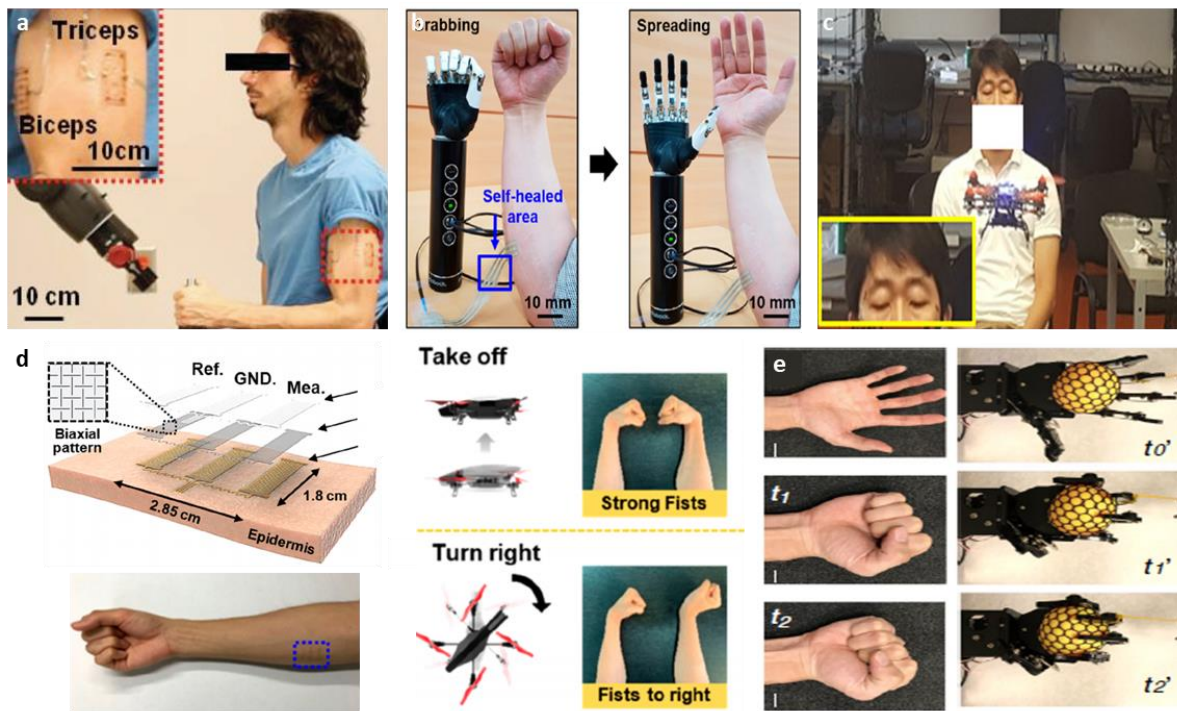 a
Triceps
Biceps
10cm
10 cm
b
Grabbing
Self-healed
area
10 mm
Spreading
10 mm
c
d
Biaxial
pattern
Ref.
GND.
Mea.
2.85 cm
1.8 cm
Epidermis
Take off
Strong Fists
Turn right
Fists to right
e
t0’
t1
t1’
t2
t2’